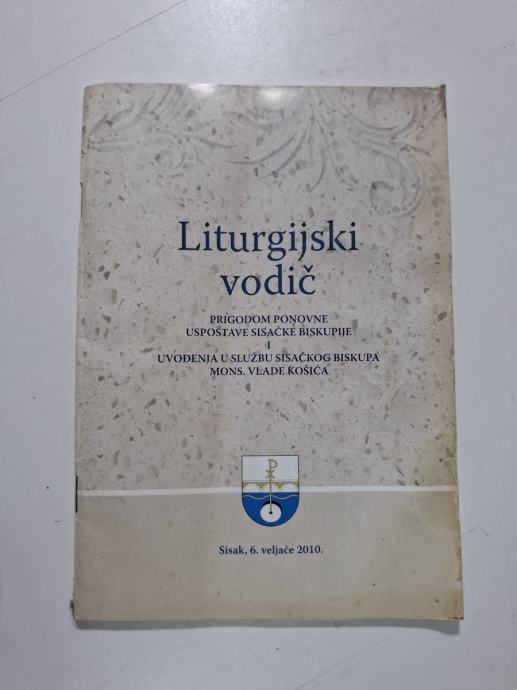 Liturgijski
vodič
PRIGODOM PONOVNE
USPOSTAVE SISAČKE BISKUPIJE
I
UVOĐENJA U SLUŽBU SISAČKOG BISKUPA
MONS. VLADE KOŠIĆA
Sisak, 6. veljače 2010.